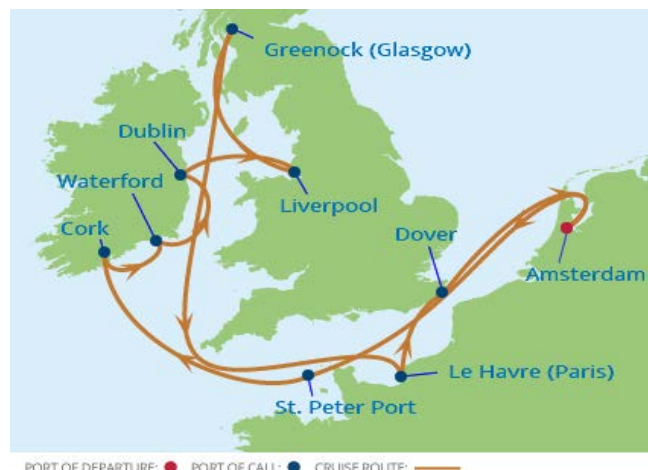 Greenock (Glasgow)
Dublin
Waterford
Liverpool
Cork
Dover
Amsterdam
Le Havre (Paris)
St. Peter Port
PORT OF DEPARTURE: PORT OF CALL: CRUISE ROUTE: